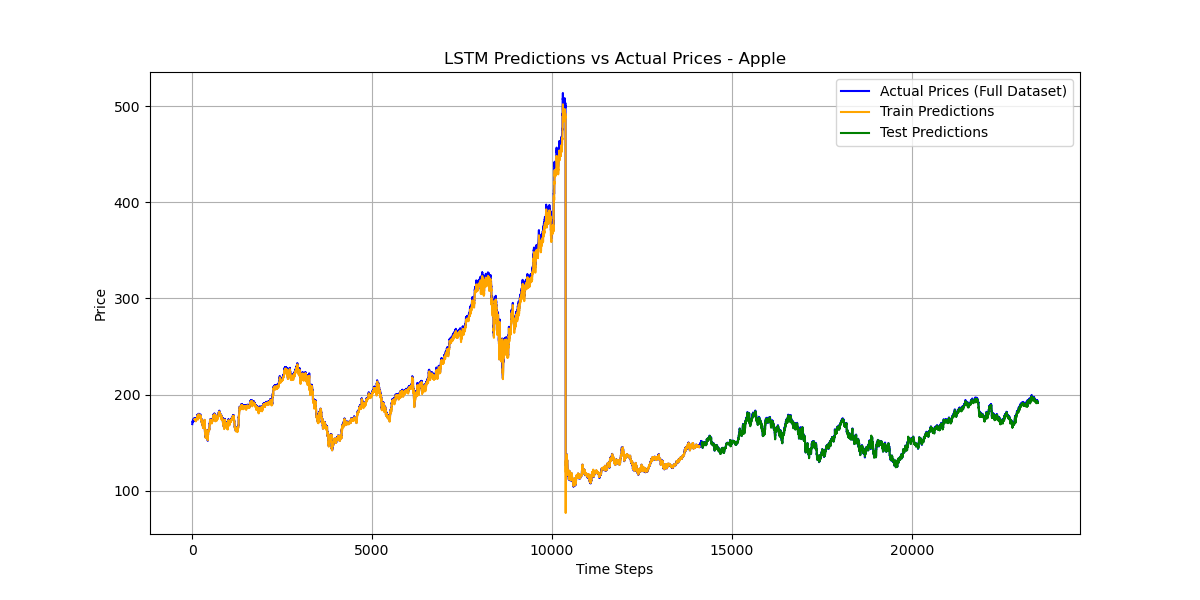 LSTM Predictions vs Actual Prices - Apple
Actual Prices (Full Dataset)
Train Predictions
Test Predictions
500
400
300
200
100
Price
0 5000 10000 15000 20000
Time Steps